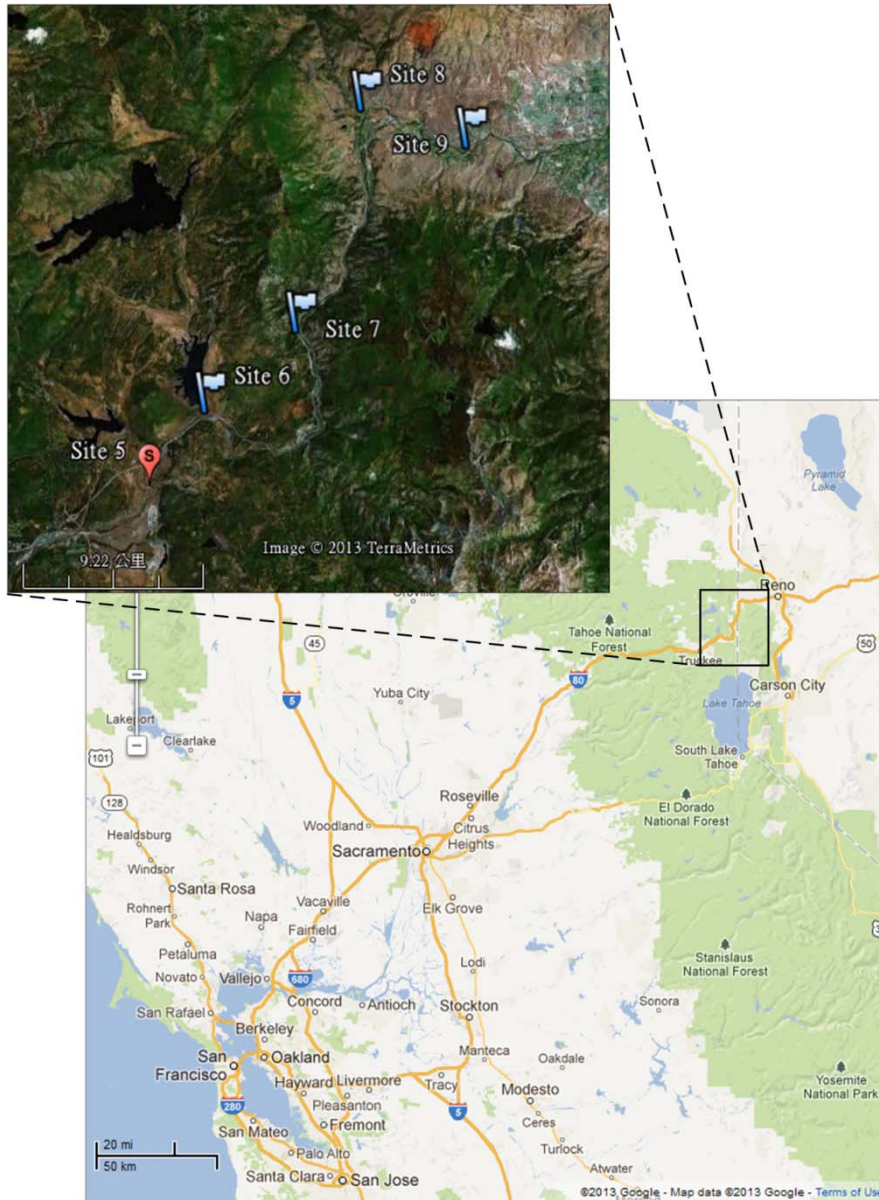 Site 8
Site 9
Site 7
Site 6
Site 5
S
Image © 2013 TerraMetrics
9.22 公里
Pyramid
Lake
Reno
45
Tahoe National
Forest
50
Truckee
80
Carson City
Yuba City
5
Lake Tahoe
Lakeport
Clearlake
101
South Lake
Tahoe
128
Roseville
El Dorado
National Forest
Woodland
Citrus
Heights
Healdsburg
Sacramento
Windsor
Santa Rosa
Vacaville
Elk Grove
Rohnert
Park
Napa
Fairfield
Petaluma
Stanislaus
National Forest
Lodi
Novato
Vallejo
680
Concord
Antioch
Stockton
Sonora
San Rafael
Berkeley
Manteca
San
Francisco
Oakland
Oakdale
Hayward
Livermore
Tracy
Yosemite
National Park
Pleasanton
Modesto
280
5
Fremont
Ceres
San Mateo
Turlock
20 mi
50 km
Palo Alto
Atwater
Santa Clara
San Jose
©2013 Google - Map data ©2013 Google - Terms of Use